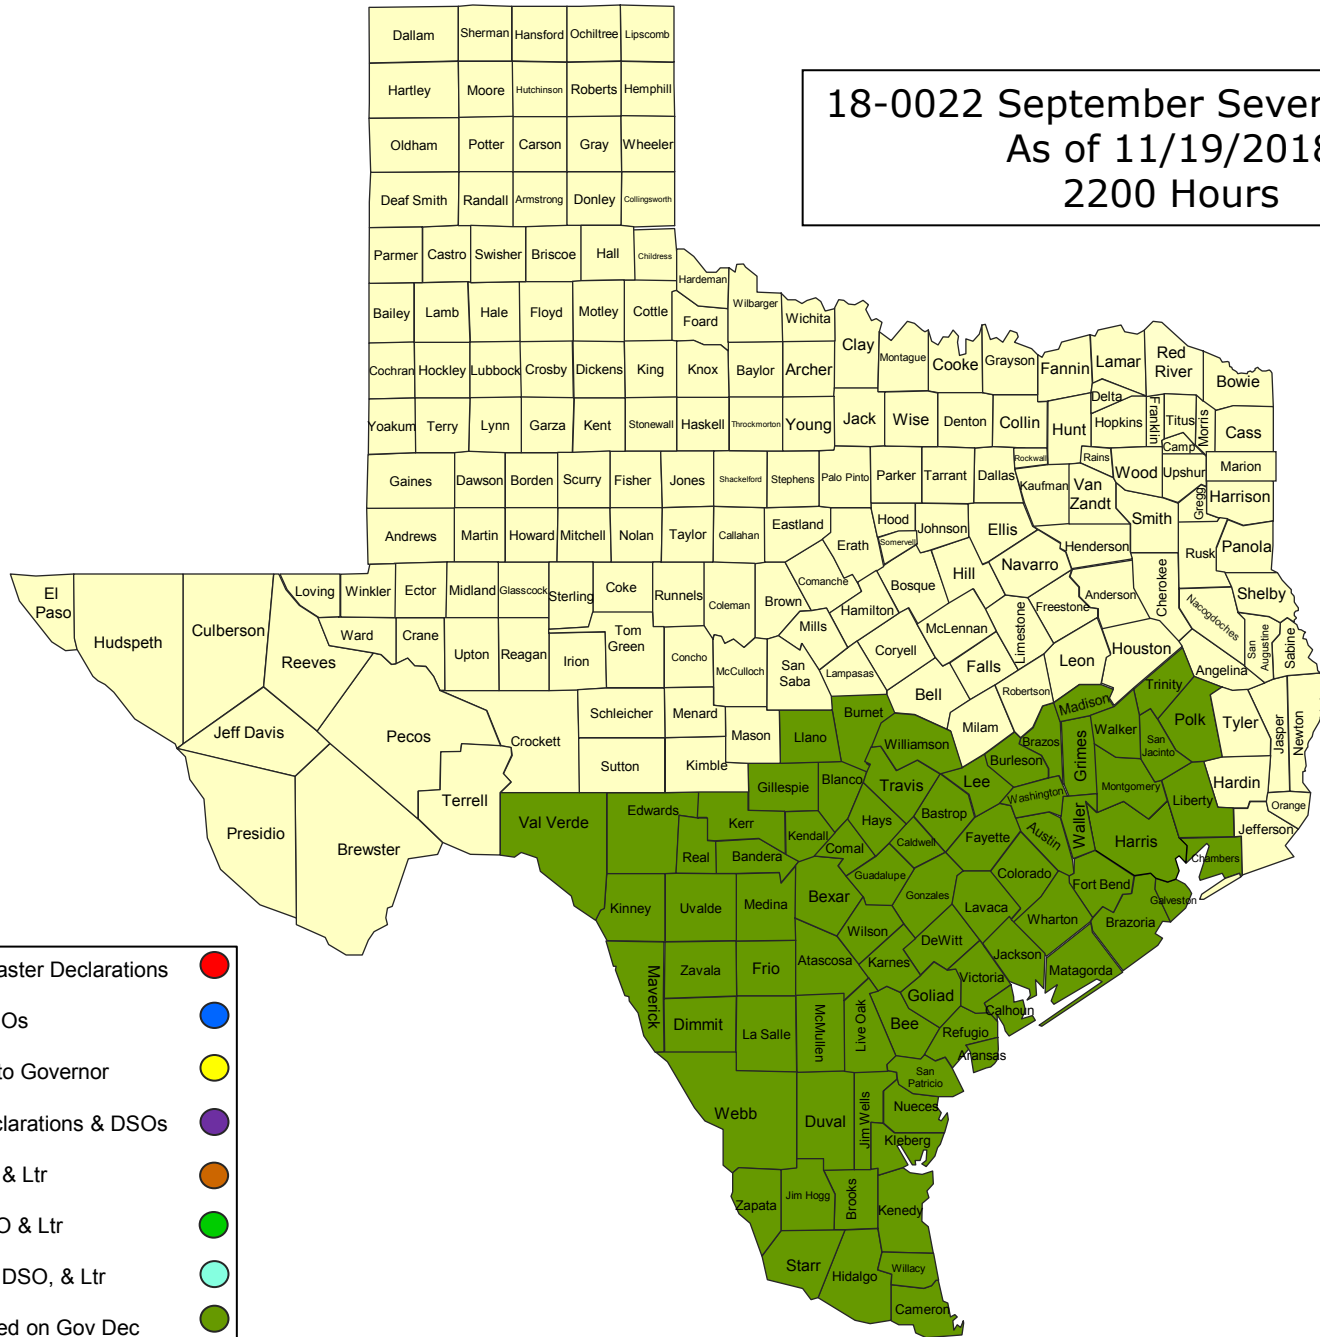 Dallam Sherman Hansford Ochiltree Lipscomb
Hartley Moore Hutchinson Roberts Hemphill
Oldham Potter Carson Gray Wheeler
Deaf Smith Randall Armstrong Donley Collingsworth
Parmer Castro Swisher Briscoe Hall Childress
Hardeman
Bailey Lamb Hale Floyd Motley Cottle Foard Wilbarger Wichita
Clay Montague Cooke Grayson Fannin Lamar Red River Bowie
Cochran Hockley Lubbock Crosby Dickens King Knox Baylor Archer
Delta
Yoakum Terry Lynn Garza Kent Stonewall Haskell Throckmorton Young Jack Wise Denton Collin Hunt Hopkins Franklin Titus Morris Cass
Camp
Rockwall Rains
Gaines Dawson Borden Scurry Fisher Jones Shackelford Stephens Palo Pinto Parker Tarrant Dallas Kaufman Van Zandt Wood Upshur Marion
Gregg Harrison
Andrews Martin Howard Mitchell Nolan Taylor Callahan Eastland Erath Hood Somervell Johnson Ellis Henderson Smith Rusk Panola
El Paso Hudspeth Culberson Loving Winkler Ector Midland Glasscock Sterling Coke Runnels Coleman Brown Comanche Hamilton Bosque Hill Navarro Freestone Anderson Cherokee Nacogdoches Shelby
Reeves Ward Crane Upton Reagan Irion Tom Green Concho McCulloch San Saba Mills Lampasas Coryell McLennan Limestone Falls Leon Houston Angelina San Augustine Sabine
Jeff Davis Pecos Crockett Schleicher Menard Mason Llano Burnet Bell Milam Robertson Madison Trinity Polk Tyler Jasper Newton
Presidio Brewster Terrell Sutton Kimble Gillespie Blanco Williamson Travis Lee Burleson Brazos Grimes Walker San Jacinto Hardin
Washington Montgomery Liberty Orange
Val Verde Edwards Kerr Kendall Hays Bastrop Fayette Austin Waller Harris Jefferson Chambers
Real Bandera Comal Caldwell
Kinney Uvalde Medina Bexar Guadalupe Gonzales Lavaca Colorado Fort Bend Galveston
Wharton Brazoria
Maverick Zavala Frio Atascosa Wilson Karnes DeWitt Jackson Matagorda
Dimmit La Salle McMullen Live Oak Bee Goliad Victoria Calhoun
Refugio Aransas
Webb Duval Jim Wells San Patricio Nueces
Kleberg
Zapata Jim Hogg Brooks Kenedy
Starr Hidalgo Willacy
Cameron
18-0022 September Sever
As of 11/19/2018
2200 Hours
aster Declarations
Os
to Governor
clarations & DSOs
& Ltr
O & Ltr
DSO, & Ltr
ed on Gov Dec